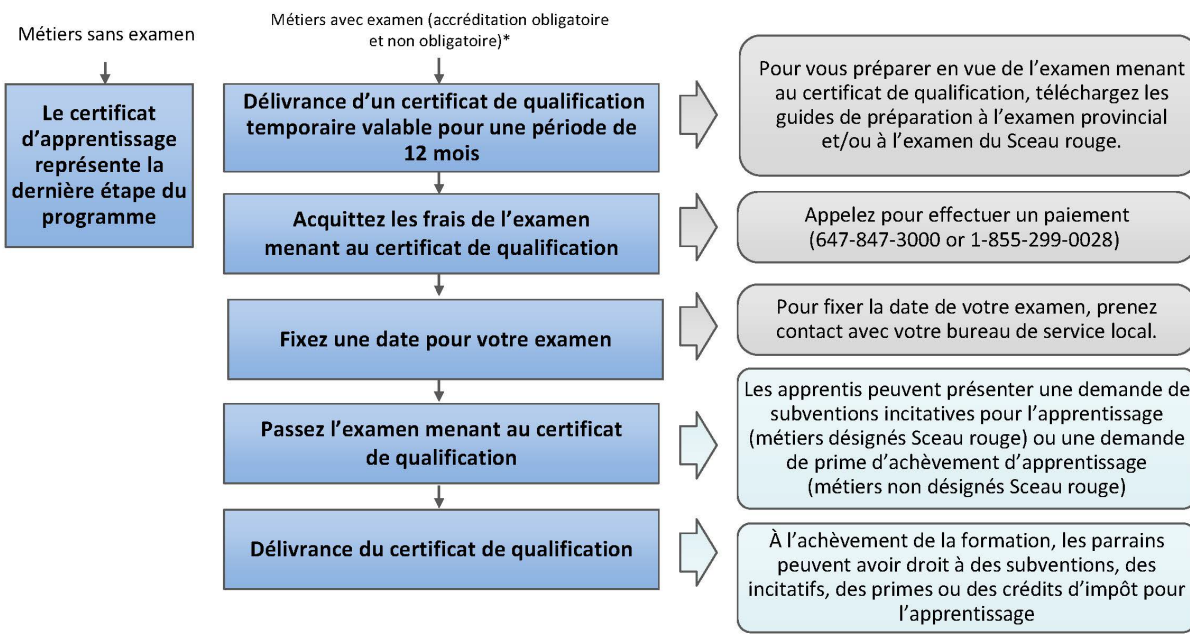 Métiers sans examen
Le certificat
d’apprentissage
représente la
dernière étape du
programme
Métiers avec examen (accréditation obligatoire
et non obligatoire)*
Délivrance d’un certificat de qualification
temporaire valable pour une période de
12 mois
Pour vous préparer en vue de l’examen menant
au certificat de qualification, téléchargez les
guides de préparation à l’examen provincial
et/ou à l’examen du Sceau rouge.
Acquittez les frais de l’examen
menant au certificat de qualification
Appelez pour effectuer un paiement
(647-847-3000 or 1-855-299-0028)
Fixez une date pour votre examen
Pour fixer la date de votre examen, prenez
contact avec votre bureau de service local.
Passez l’examen menant au certificat
de qualification
Les apprentis peuvent présenter une demande de
subventions incitatives pour l’apprentissage
(métiers désignés Sceau rouge) ou une demande
de prime d’achèvement d’apprentissage
(métiers non désignés Sceau rouge)
Délivrance du certificat de qualification
À l’achèvement de la formation, les parrains
peuvent avoir droit à des subventions, des
incitatifs, des primes ou des crédits d’impôt pour
l’apprentissage